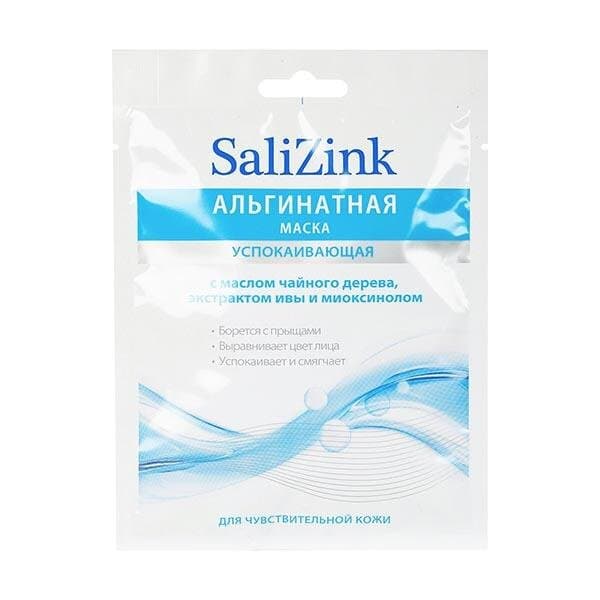 SaliZink
АЛЬГИНАТНАЯ
МАСКА
УСПОКАИВАЮЩАЯ
с маслом чайного дерева,
экстрактом ивы и миоксинолом
• Борется с прыщами
• Выравнивает цвет лица
• Успокаивает и смягчает
ДЛЯ ЧУВСТВИТЕЛЬНОЙ КОЖИ